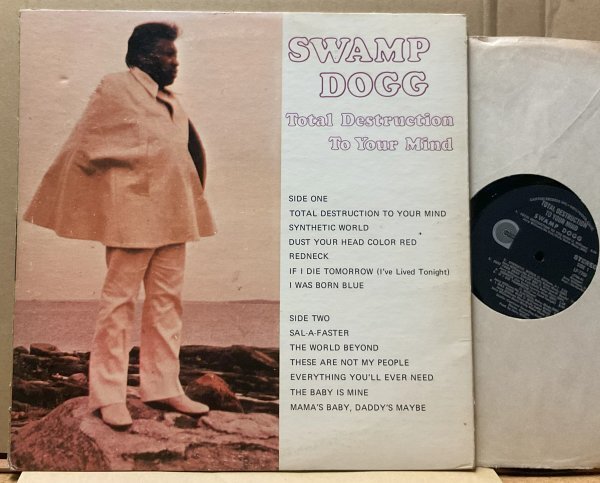 SWAMP
DOGG
Total Destruction
To Your Mind
SIDE ONE
TOTAL DESTRUCTION TO YOUR MIND
SYNTHETIC WORLD
DUST YOUR HEAD COLOR RED
REDNECK
IF I DIE TOMORROW (I've Lived Tonight)
I WAS BORN BLUE
SIDE TWO
SAL-A-FASTER
THE WORLD BEYOND
THESE ARE NOT MY PEOPLE
EVERYTHING YOU'LL EVER NEED
THE BABY IS MINE
MAMA'S BABY, DADDY'S MAYBE
TOTAL DESTRUCTION
TO YOUR MIND
SWAMP DOGG